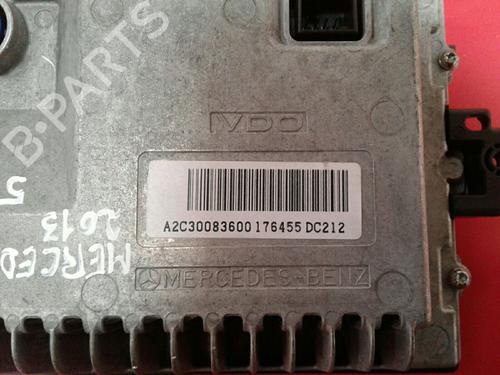 B-PARTS
VDO
A2C30083600 176455 DC212
MERCEDES-BENZ
MERCED
2013
5